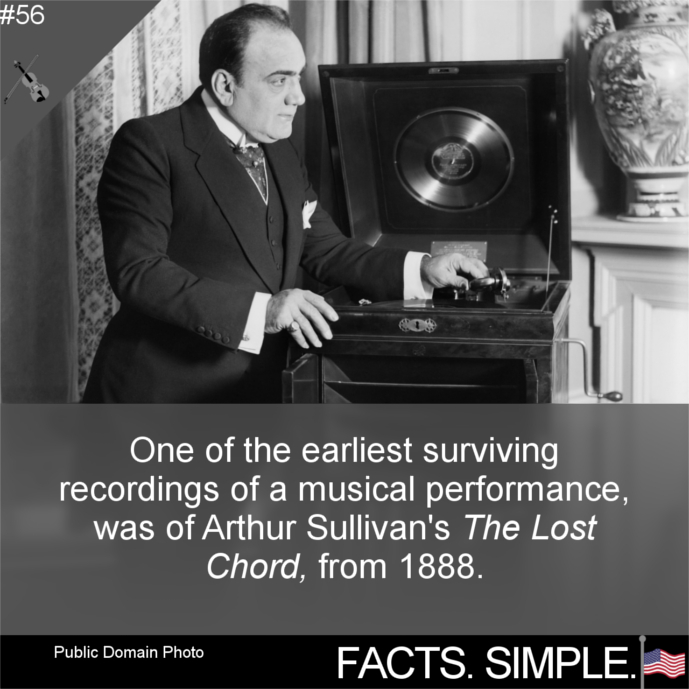 #56
One of the earliest surviving
recordings of a musical performance,
was of Arthur Sullivan's The Lost
Chord, from 1888.
Public Domain Photo
FACTS. SIMPLE.